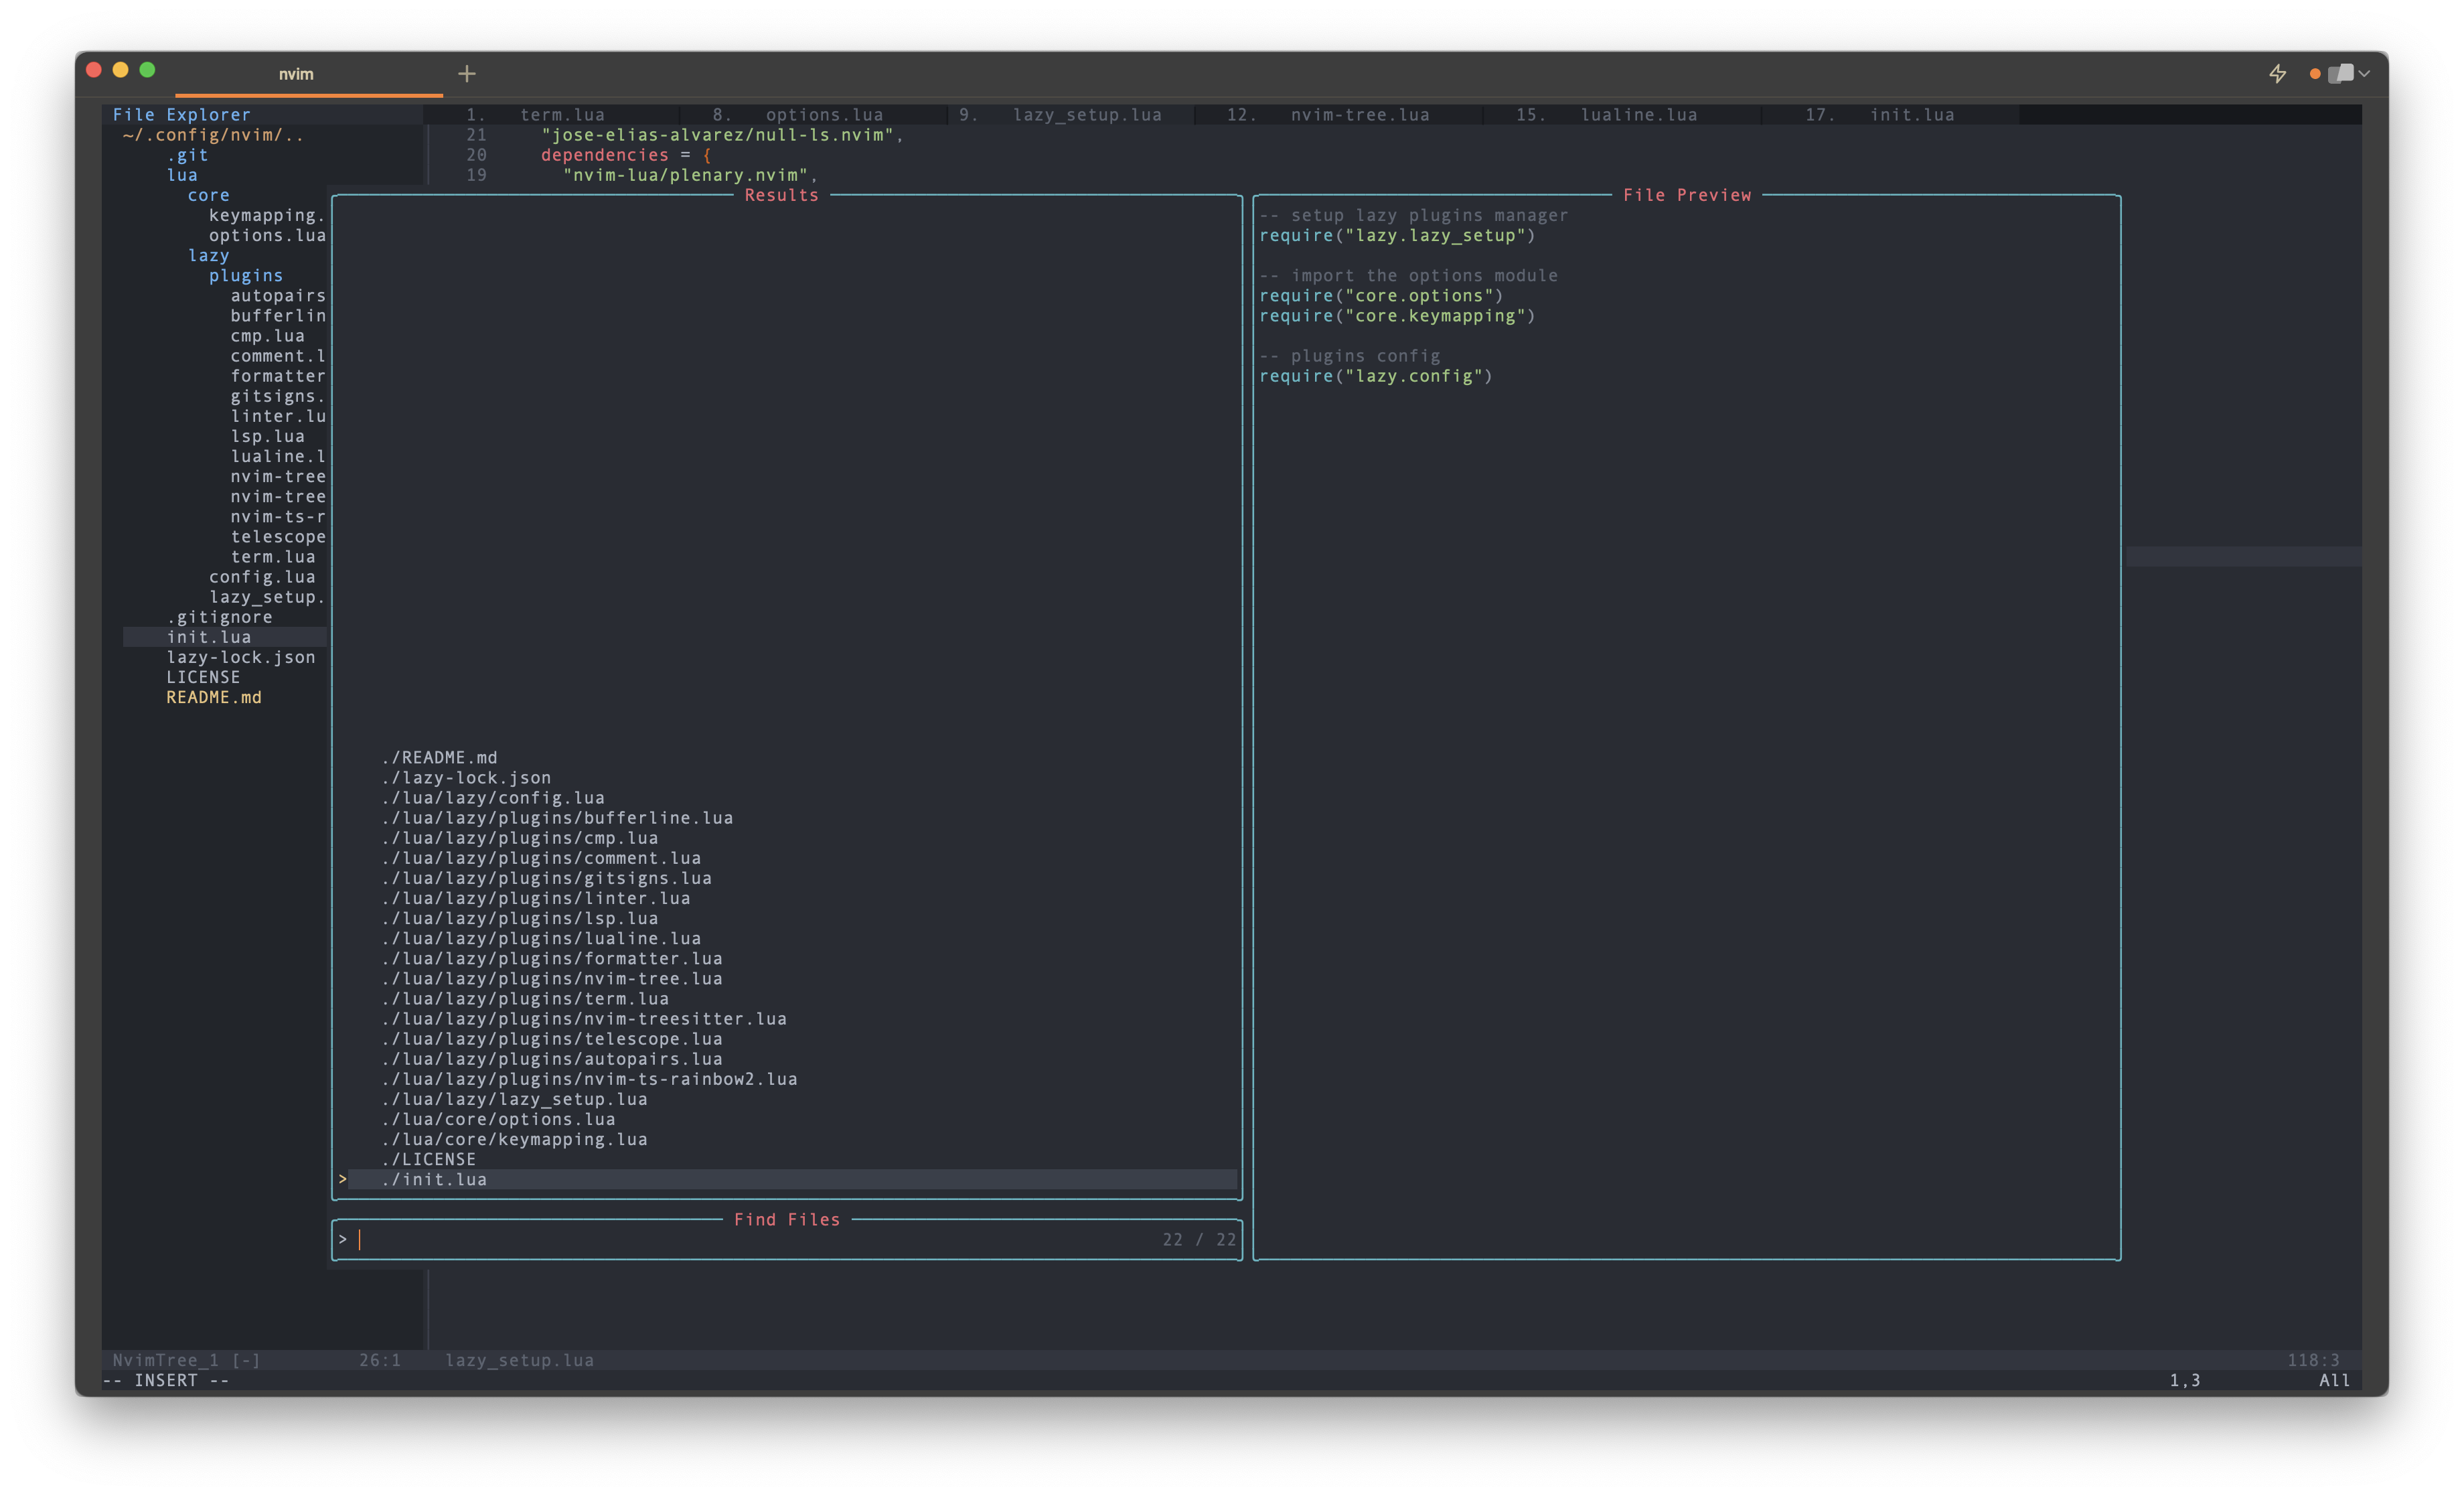 nvim
File Explorer
~/.config/nvim/..
.git
lua
core
keymapping.
options.lua
lazy
plugins
autopairs
bufferlin
cmp.lua
comment.l
formatter
gitsigns.
linter.lu
lsp.lua
lualine.l
nvim-tree
nvim-tree
nvim-ts-r
telescope
term.lua
config.lua
lazy_setup.
.gitignore
init.lua
lazy-lock.json
LICENSE
README.md
1. term.lua 8. options.lua 9. lazy_setup.lua 12. nvim-tree.lua 15. lualine.lua 17. init.lua
21 "jose-elias-alvarez/null-ls.nvim",
20 dependencies = {
19 "nvim-lua/plenary.nvim",
Results
./README.md
./lazy-lock.json
./lua/lazy/config.lua
./lua/lazy/plugins/bufferline.lua
./lua/lazy/plugins/cmp.lua
./lua/lazy/plugins/comment.lua
./lua/lazy/plugins/gitsigns.lua
./lua/lazy/plugins/linter.lua
./lua/lazy/plugins/lsp.lua
./lua/lazy/plugins/lualine.lua
./lua/lazy/plugins/formatter.lua
./lua/lazy/plugins/nvim-tree.lua
./lua/lazy/plugins/term.lua
./lua/lazy/plugins/nvim-treesitter.lua
./lua/lazy/plugins/telescope.lua
./lua/lazy/plugins/autopairs.lua
./lua/lazy/plugins/nvim-ts-rainbow2.lua
./lua/lazy/lazy_setup.lua
./lua/core/options.lua
./lua/core/keymapping.lua
./LICENSE
> ./init.lua
Find Files
> 22 / 22
File Preview
-- setup lazy plugins manager
require("lazy.lazy_setup")
-- import the options module
require("core.options")
require("core.keymapping")
-- plugins config
require("lazy.config")
NvimTree_1 [-] 26:1 lazy_setup.lua 118:3
-- INSERT -- 1,3 All